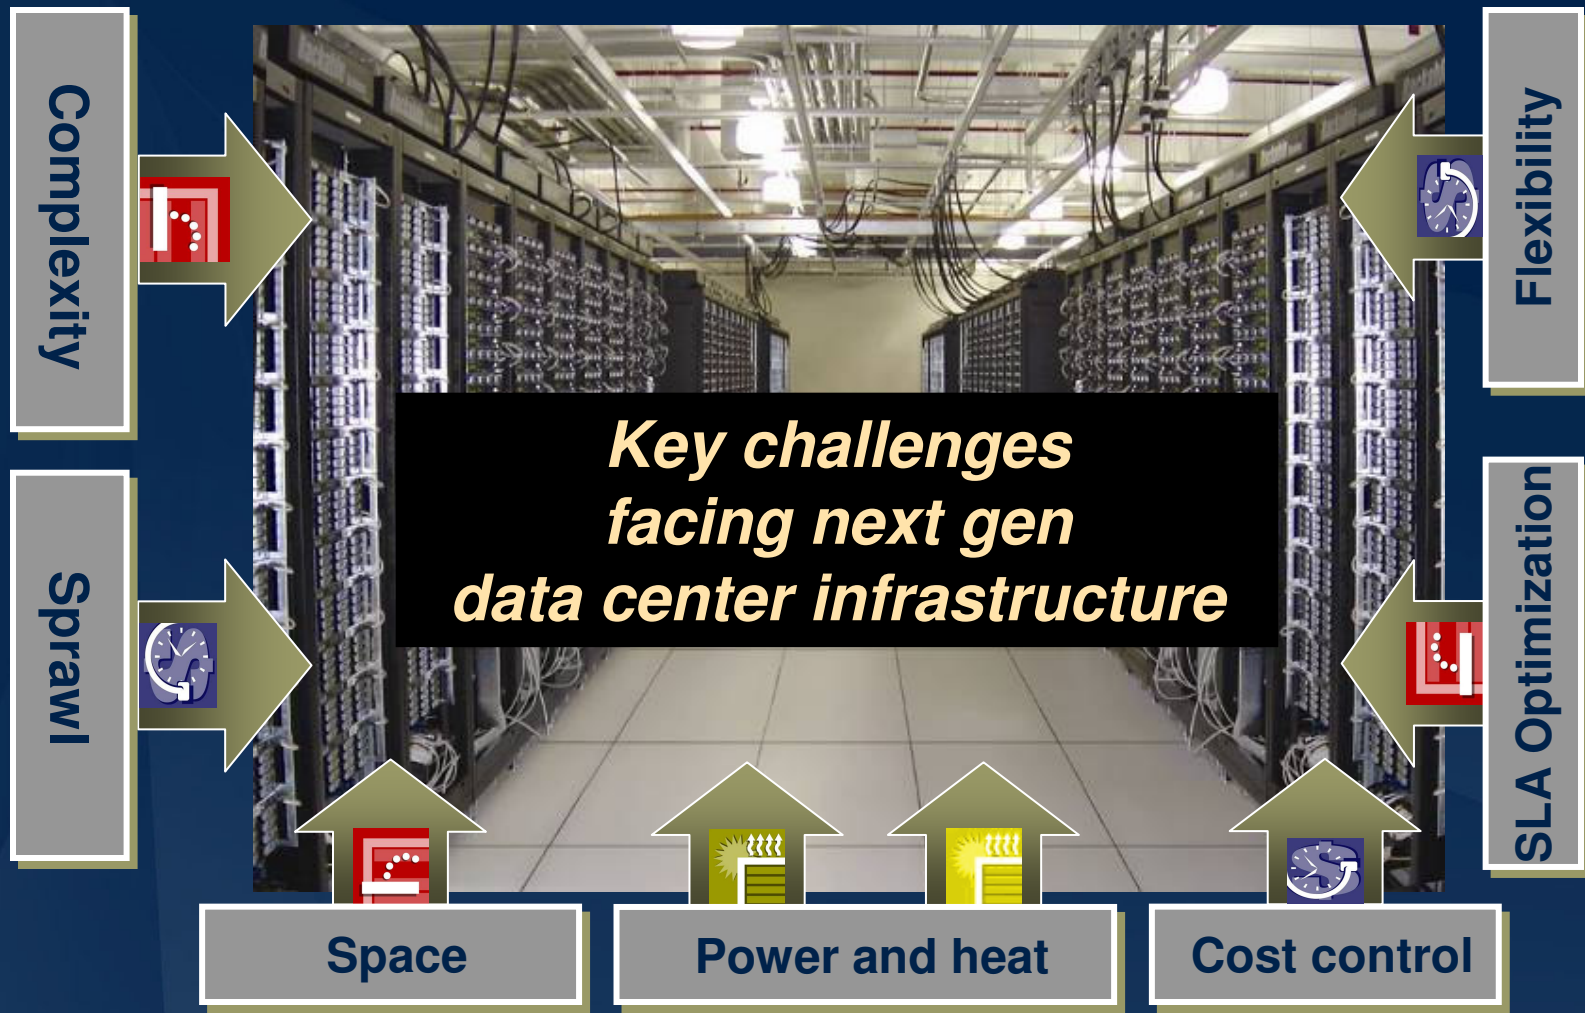 Complexity
Flexibility
Key challenges
facing next gen
data center infrastructure
Sprawl
SLA Optimization
Space
Power and heat
Cost control